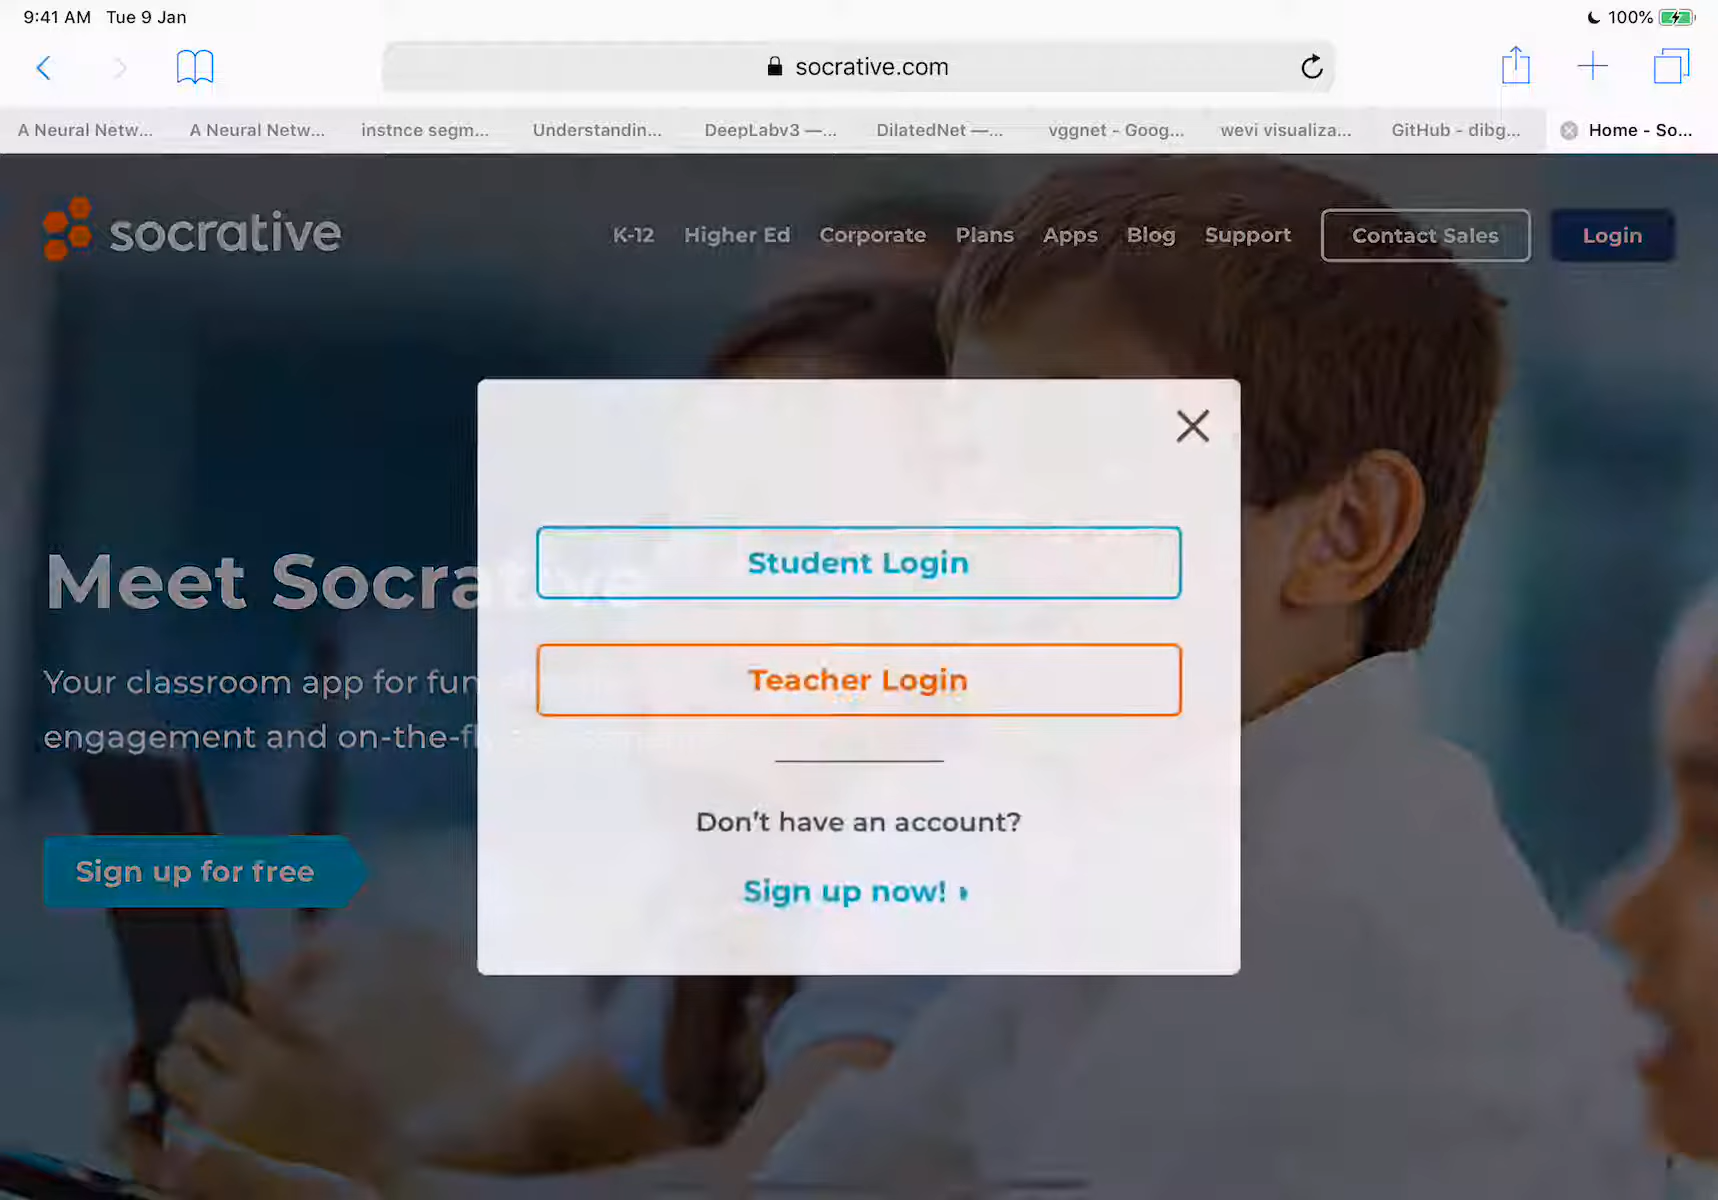 9:41 AM Tue 9 Jan
100%
socrative.com
A Neural Netw... A Neural Netw... instnce segm... Understandin... DeepLabv3 —... DilatedNet —... vggnet - Goog... wevi visualiza... GitHub - dibg... Home - So...
socrative
K-12 Higher Ed Corporate Plans Apps Blog Support Contact Sales Login
Meet Socrative
Your classroom app for fun
engagement and on-the-fl
Sign up for free
Student Login
Teacher Login
Don't have an account?
Sign up now! ›